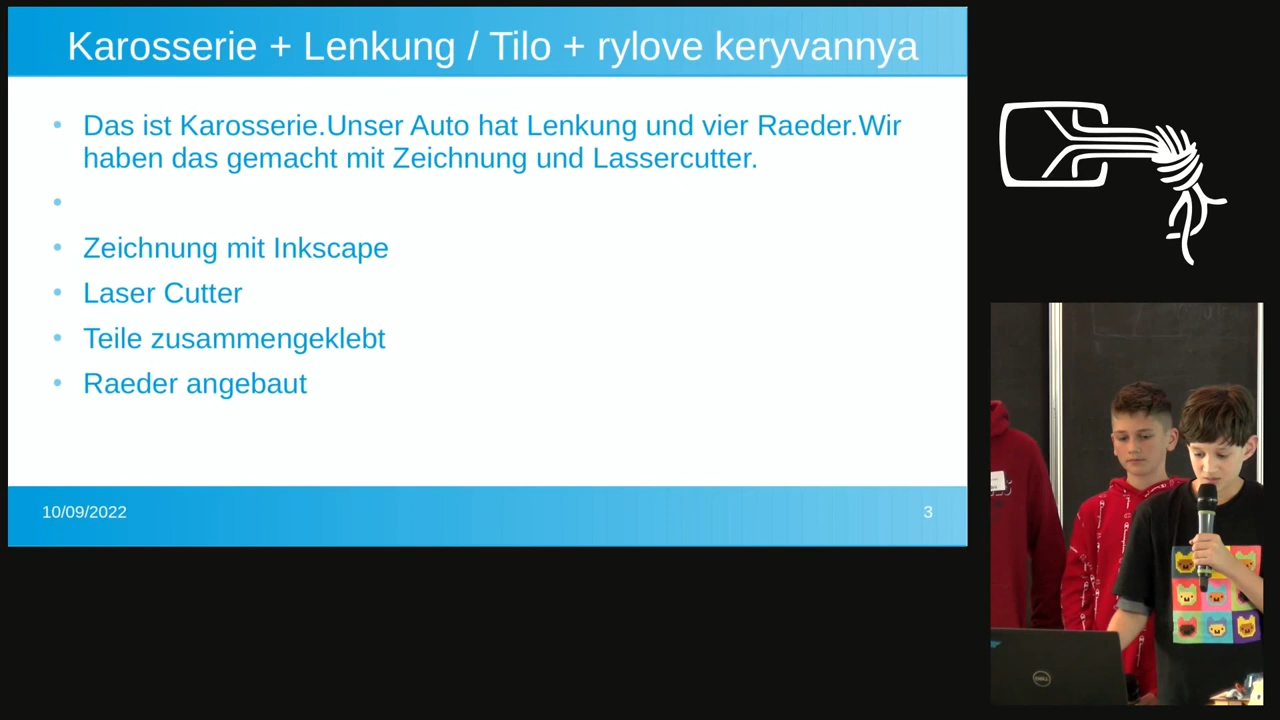 Karosserie + Lenkung / Tilo + rylove keryvannya
Das ist Karosserie.Unser Auto hat Lenkung und vier Raeder.Wir
haben das gemacht mit Zeichnung und Lassercutter.
Zeichnung mit Inkscape
Laser Cutter
Teile zusammengeklebt
Raeder angebaut
10/09/2022
3
DELL